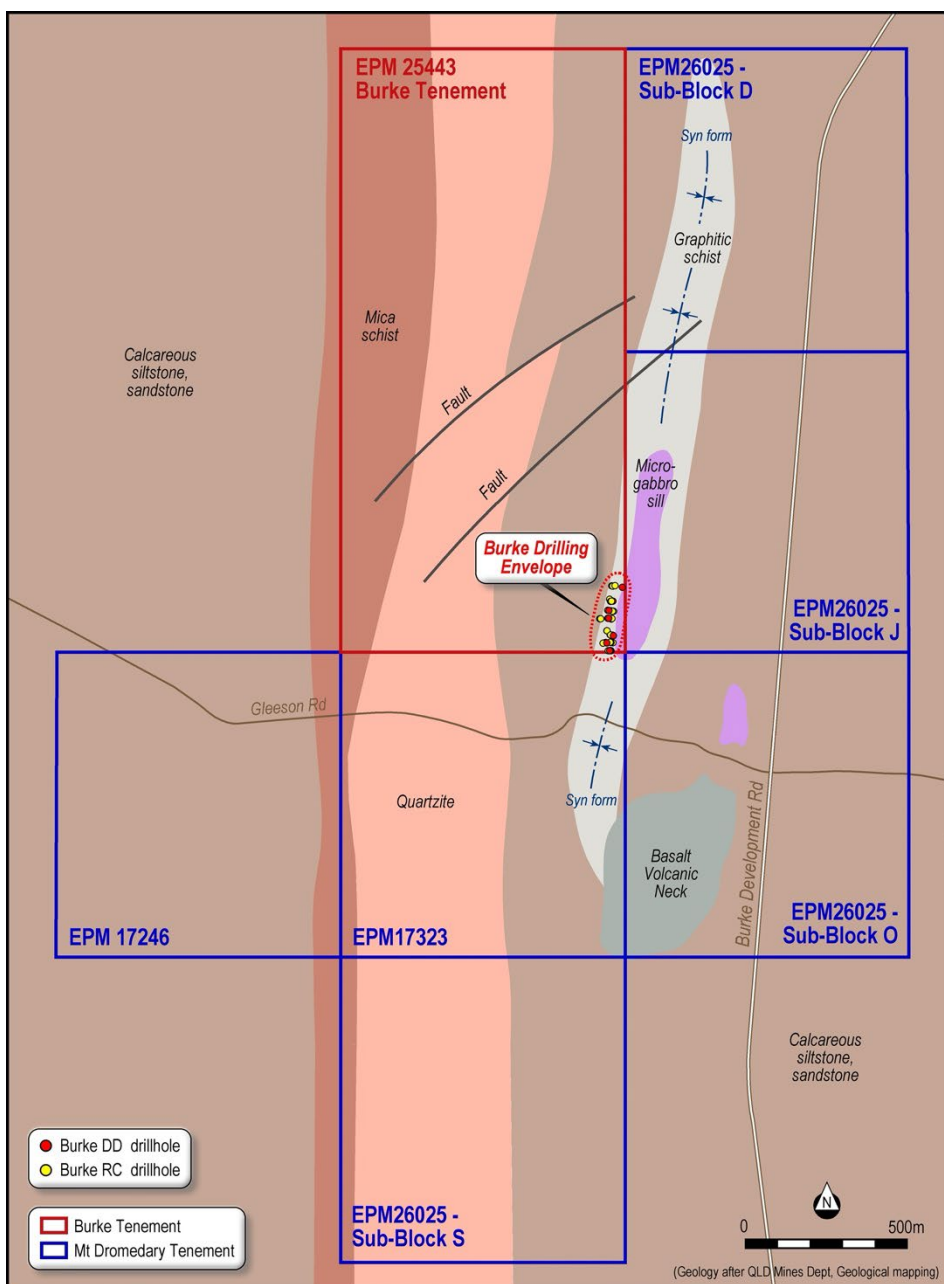 EPM 25443
Burke Tenement
EPM26025 -
Sub-Block D
Syn form
Graphitic
schist
Mica
schist
Calcareous
siltstone,
sandstone
Fault
Fault
Micro-
gabbro
sill
Burke Drilling
Envelope
EPM26025 -
Sub-Block J
Gleeson Rd
Syn form
Quartzite
Basalt
Volcanic
Neck
Burke Development Rd
EPM 17246
EPM17323
EPM26025 -
Sub-Block O
Calcareous
siltstone,
sandstone
Burke DD drillhole
Burke RC drillhole
Burke Tenement
Mt Dromedary Tenement
EPM26025 -
Sub-Block S
N
0 500m
(Geology after QLD Mines Dept, Geological mapping)